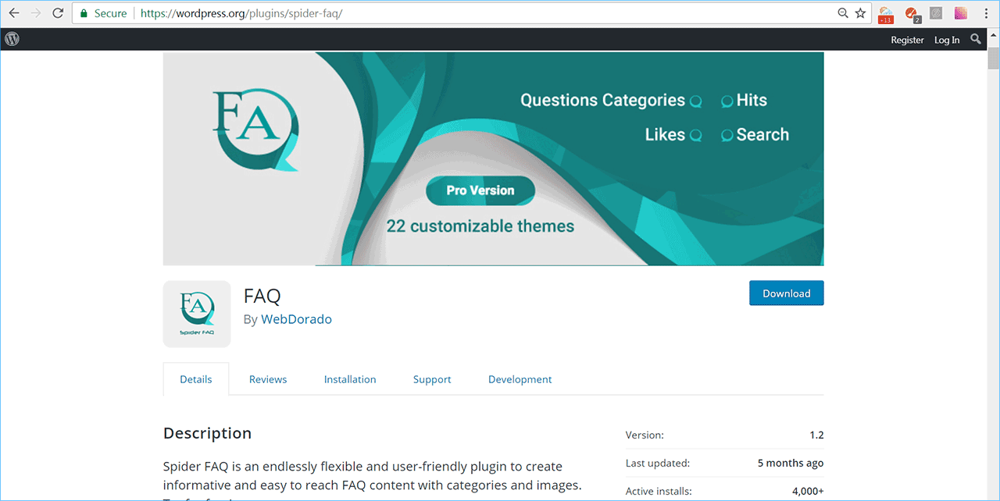 Secure https://wordpress.org/plugins/spider-faq/
-13
2
Register Log In
FAQ
Questions Categories Hits
Likes Search
Pro Version
22 customizable themes
FAQ
Spider FAQ
FAQ
By WebDorado
Download
Details Reviews Installation Support Development
Description
Spider FAQ is an endlessly flexible and user-friendly plugin to create
informative and easy to reach FAQ content with categories and images.
Version: 1.2
Last updated: 5 months ago
Active installs: 4,000+